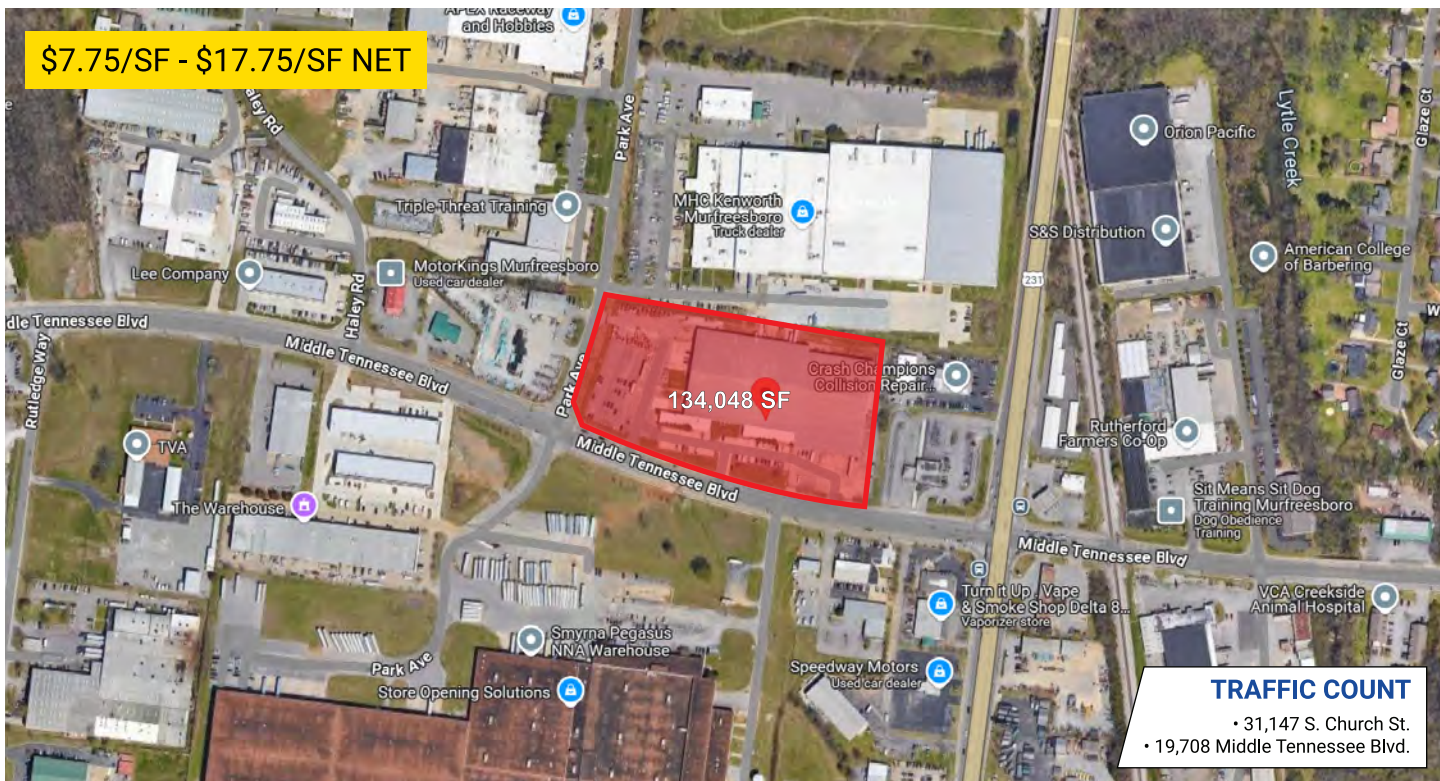 APEX Raceway
and Hobbies
$7.75/SF - $17.75/SF NET
Haley Rd
Park Ave
Lytle Creek
Glaze Ct
Orion Pacific
Triple Threat Training
MHC Kenworth
- Murfreesboro
Truck dealer
S&S Distribution
American College
of Barbering
Lee Company
MotorKings Murfreesboro
Used car dealer
231
Haley Rd
dle Tennessee Blvd
Middle Tennessee Blvd
Rutledge Way
Park Ave
Crash Champions
Collision Repair...
134,048 SF
Glaze Ct
W
Rutherford
Farmers Co-Op
TVA
Middle Tennessee Blvd
The Warehouse
Sit Means Sit Dog
Training Murfreesboro
Dog Obedience
Training
Middle Tennessee Blvd
Turn it Up Vape
& Smoke Shop Delta 8...
Vaporizer store
VCA Creekside
Animal Hospital
Smyrna Pegasus
NNA Warehouse
Park Ave
Store Opening Solutions
Speedway Motors
Used car dealer
TRAFFIC COUNT
• 31,147 S. Church St.
• 19,708 Middle Tennessee Blvd.